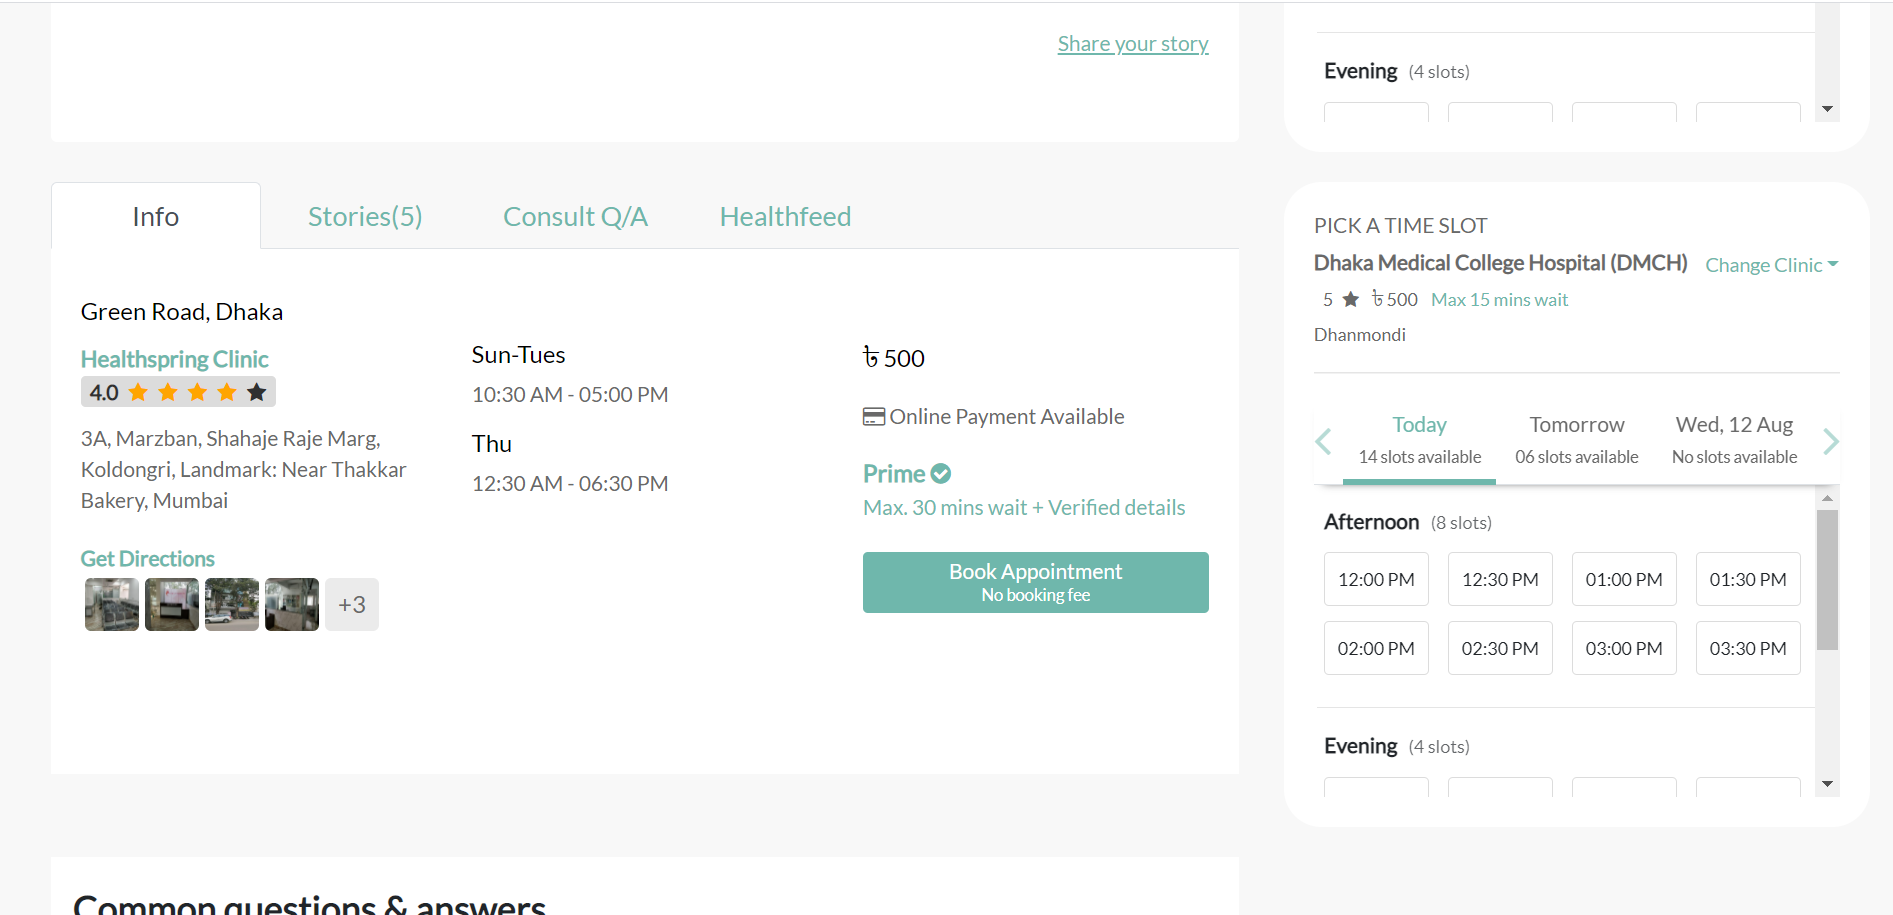 Share your story
Evening (4 slots)
Info
Stories(5)
Consult Q/A
Healthfeed
Green Road, Dhaka
Healthspring Clinic
4.0
3A, Marzban, Shahaje Raje Marg,
Koldongri, Landmark: Near Thakkar
Bakery, Mumbai
Get Directions
+3
Sun-Tues
10:30 AM - 05:00 PM
Thu
12:30 AM - 06:30 PM
৳ 500
Online Payment Available
Prime
Max. 30 mins wait + Verified details
Book Appointment
No booking fee
PICK A TIME SLOT
Dhaka Medical College Hospital (DMCH) Change Clinic
5 ★ ৳ 500 Max 15 mins wait
Dhanmondi
Today Tomorrow Wed, 12 Aug
14 slots available 06 slots available No slots available
Afternoon (8 slots)
12:00 PM 12:30 PM 01:00 PM 01:30 PM
02:00 PM 02:30 PM 03:00 PM 03:30 PM
Evening (4 slots)
Common questions & answers